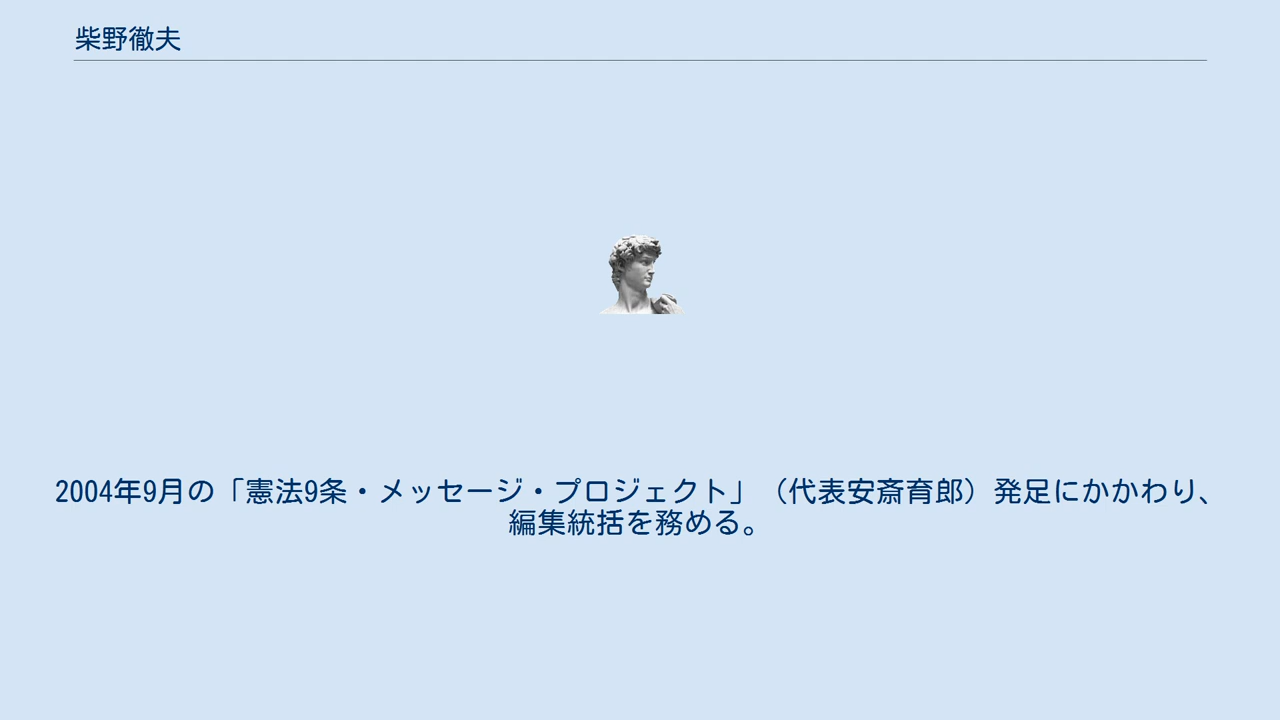 柴野徹夫
2004年9月の「憲法9条・メッセージ・プロジェクト」（代表安斎育郎）発足にかかわり、
編集統括を務める。